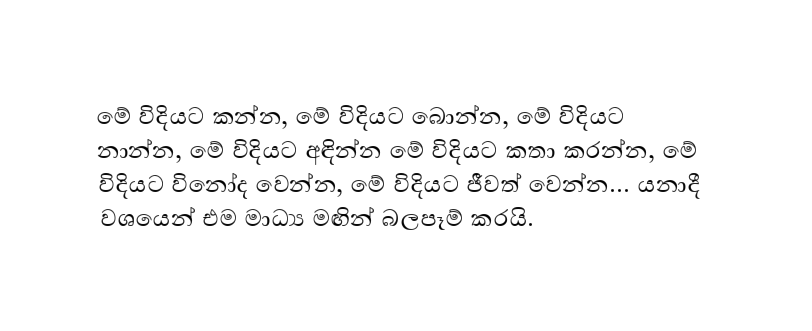 මේ විදියට කන්න, මේ විදියට බොන්න, මේ විදියට
නාන්න, මේ විදියට අඳින්න මේ විදියට කතා කරන්න, මේ
විදියට විනෝද වෙන්න, මේ විදියට ජීවත් වෙන්න... යනාදී
වශයෙන් එම මාධ්‍ය මඟින් බලපෑම් කරයි.